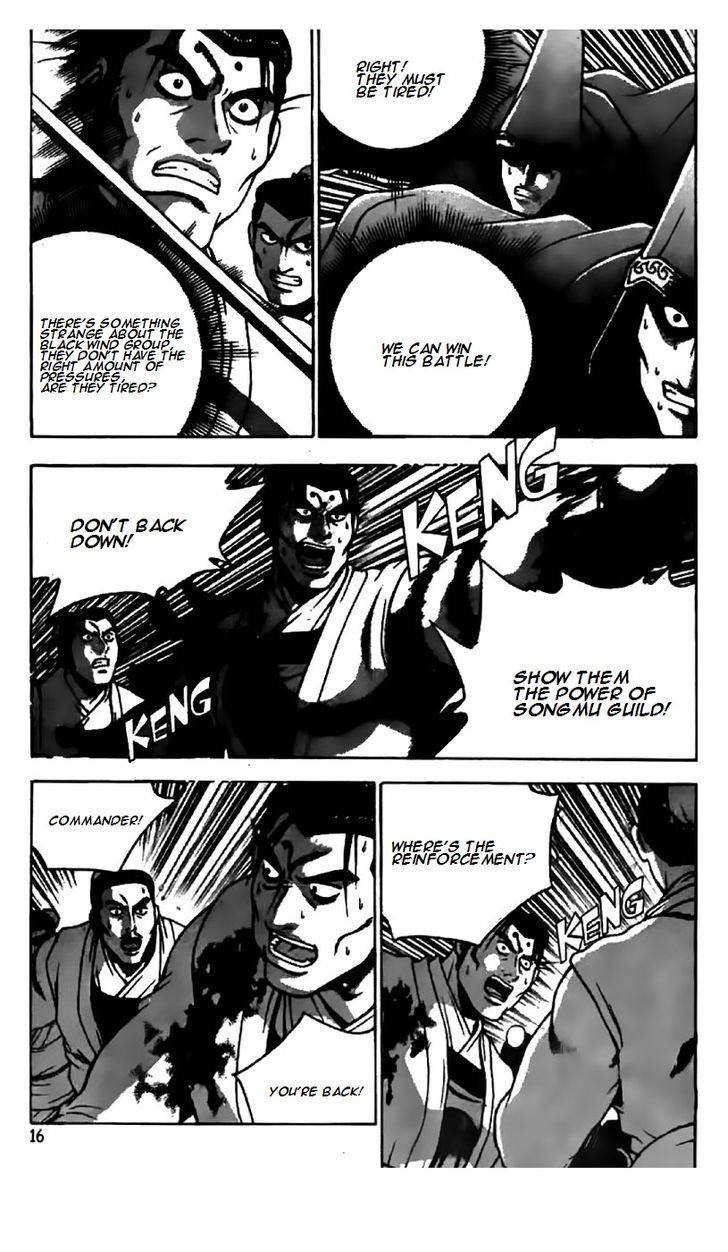 THERE'S SOMETHING
STRANGE ABOUT THE
BLACK WIND GROUP,
THEY DON'T HAVE THE
RIGHT AMOUNT OF
PRESSURES,
ARE THEY TIRED?
RIGHT!
THEY MUST
BE TIRED!
WE CAN WIN
THIS BATTLE!
DON'T BACK
DOWN!
KENG
KENG
SHOW THEM
THE POWER OF
SONGMU GUILD!
COMMANDER!
YOU'RE BACK!
WHERE'S THE
REINFORCEMENT?
KENG
16